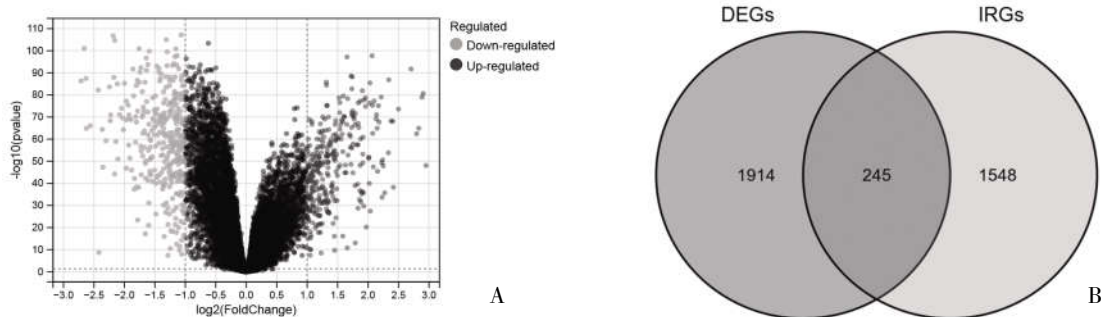 110
100
90
80
70
60
50
40
30
20
10
0
-log10(pvalue)
−3.0 −2.5 −2.0 −1.5 −1.0 −0.5 0.0 0.5 1.0 1.5 2.0 2.5 3.0
log2(FoldChange)
Regulated
Down-regulated
Up-regulated
A
DEGs IRGs
1914 245 1548
B